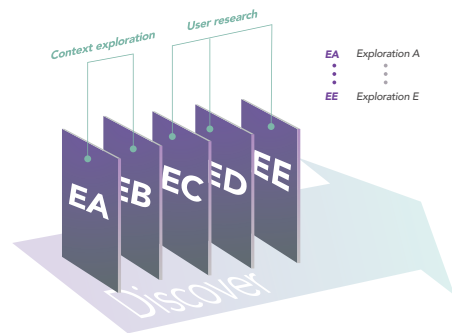 Context exploration
User research
EA Exploration A
EE Exploration E
EA
EB
EC
ED
EE
Discover